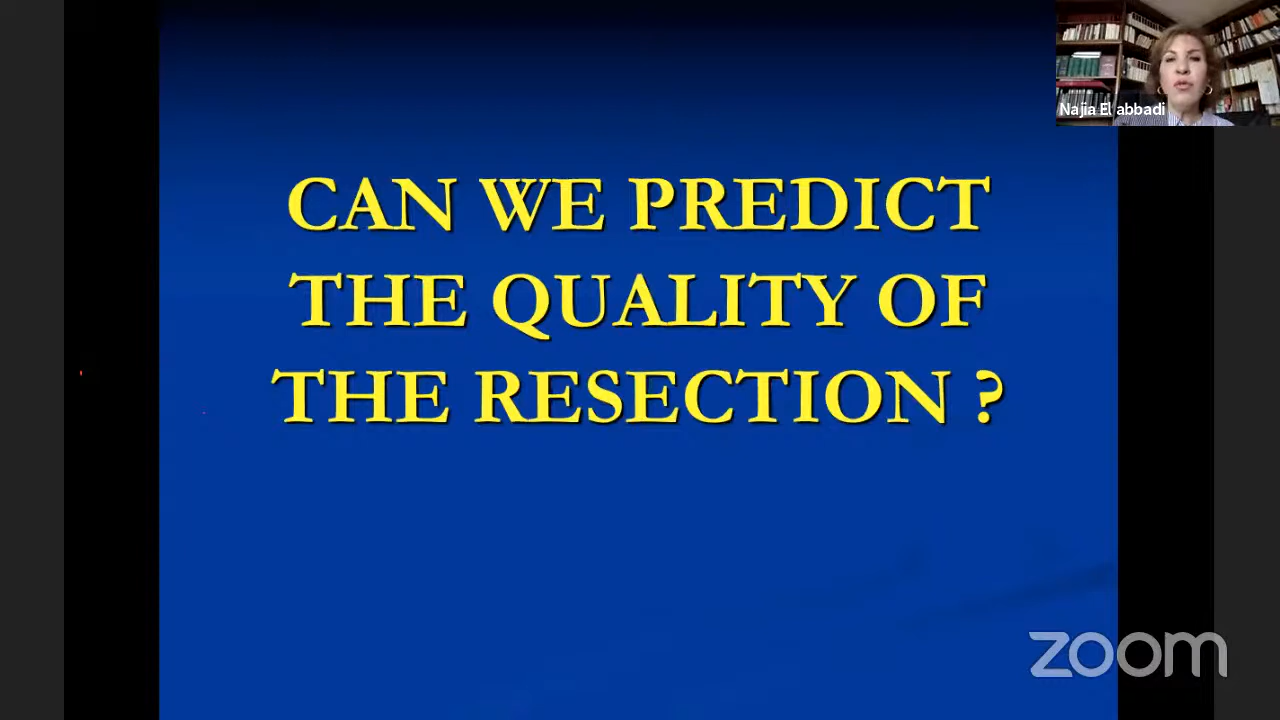 Najia El abbadi
CAN WE PREDICT
THE QUALITY OF
THE RESECTION ?
zoom